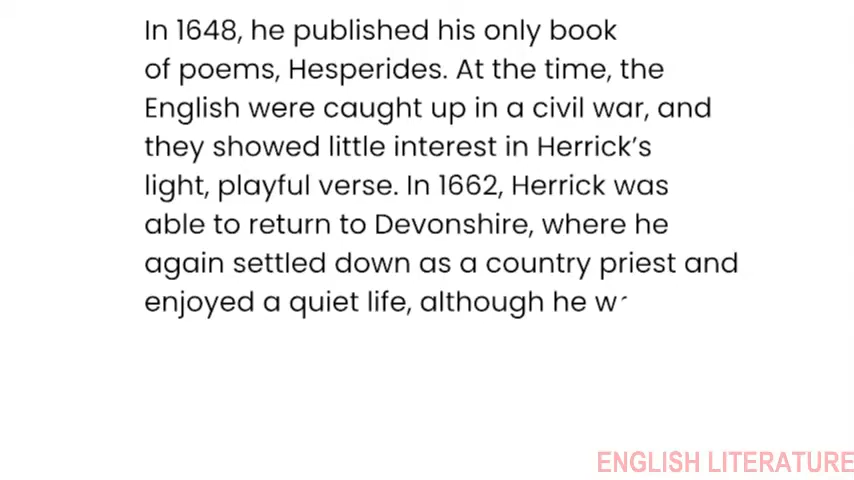 In 1648, he published his only book
of poems, Hesperides. At the time, the
English were caught up in a civil war, and
they showed little interest in Herrick’s
light, playful verse. In 1662, Herrick was
able to return to Devonshire, where he
again settled down as a country priest and
enjoyed a quiet life, although he
ENGLISH LITERATURE